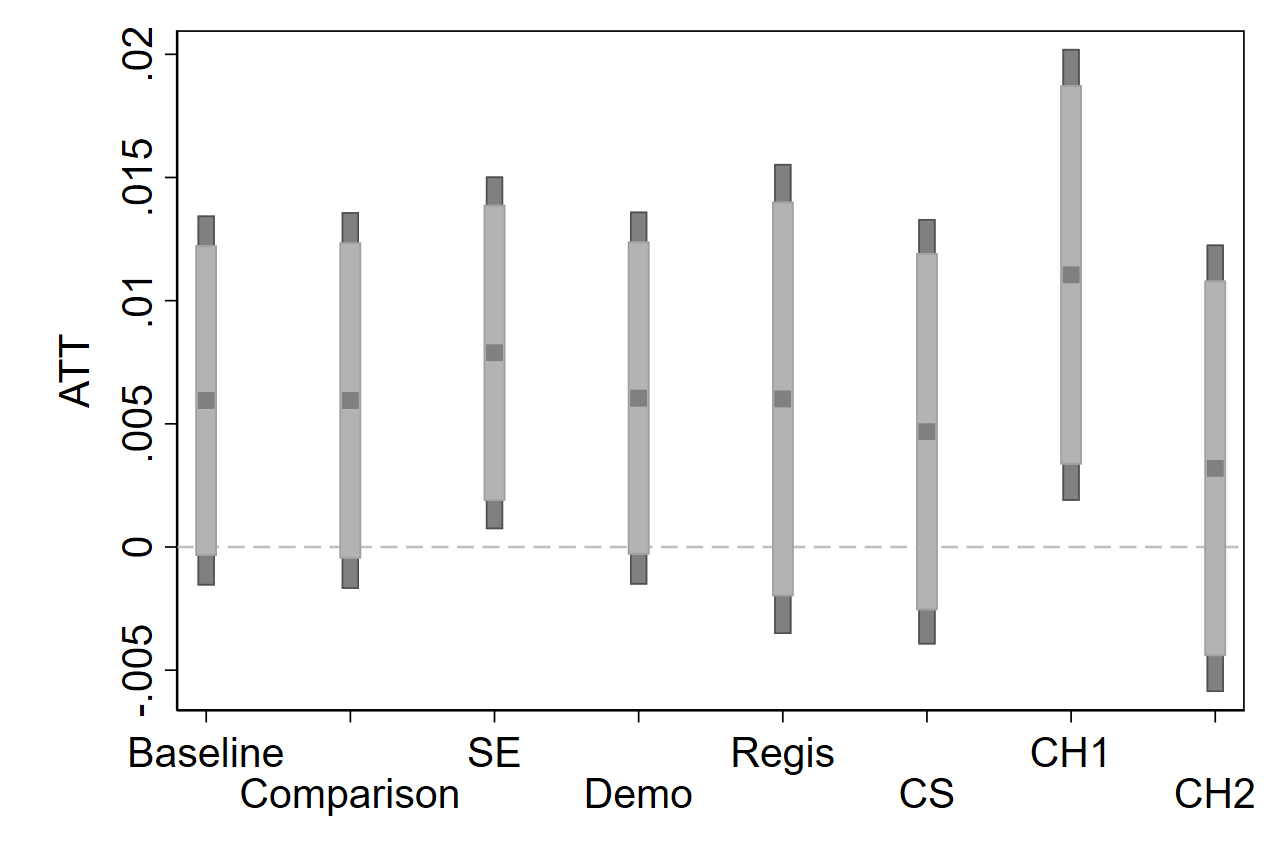 ATT
.02
.015
.01
.005
0
-.005
Baseline
SE
Regis
CH1
Comparison
Demo
CS
CH2